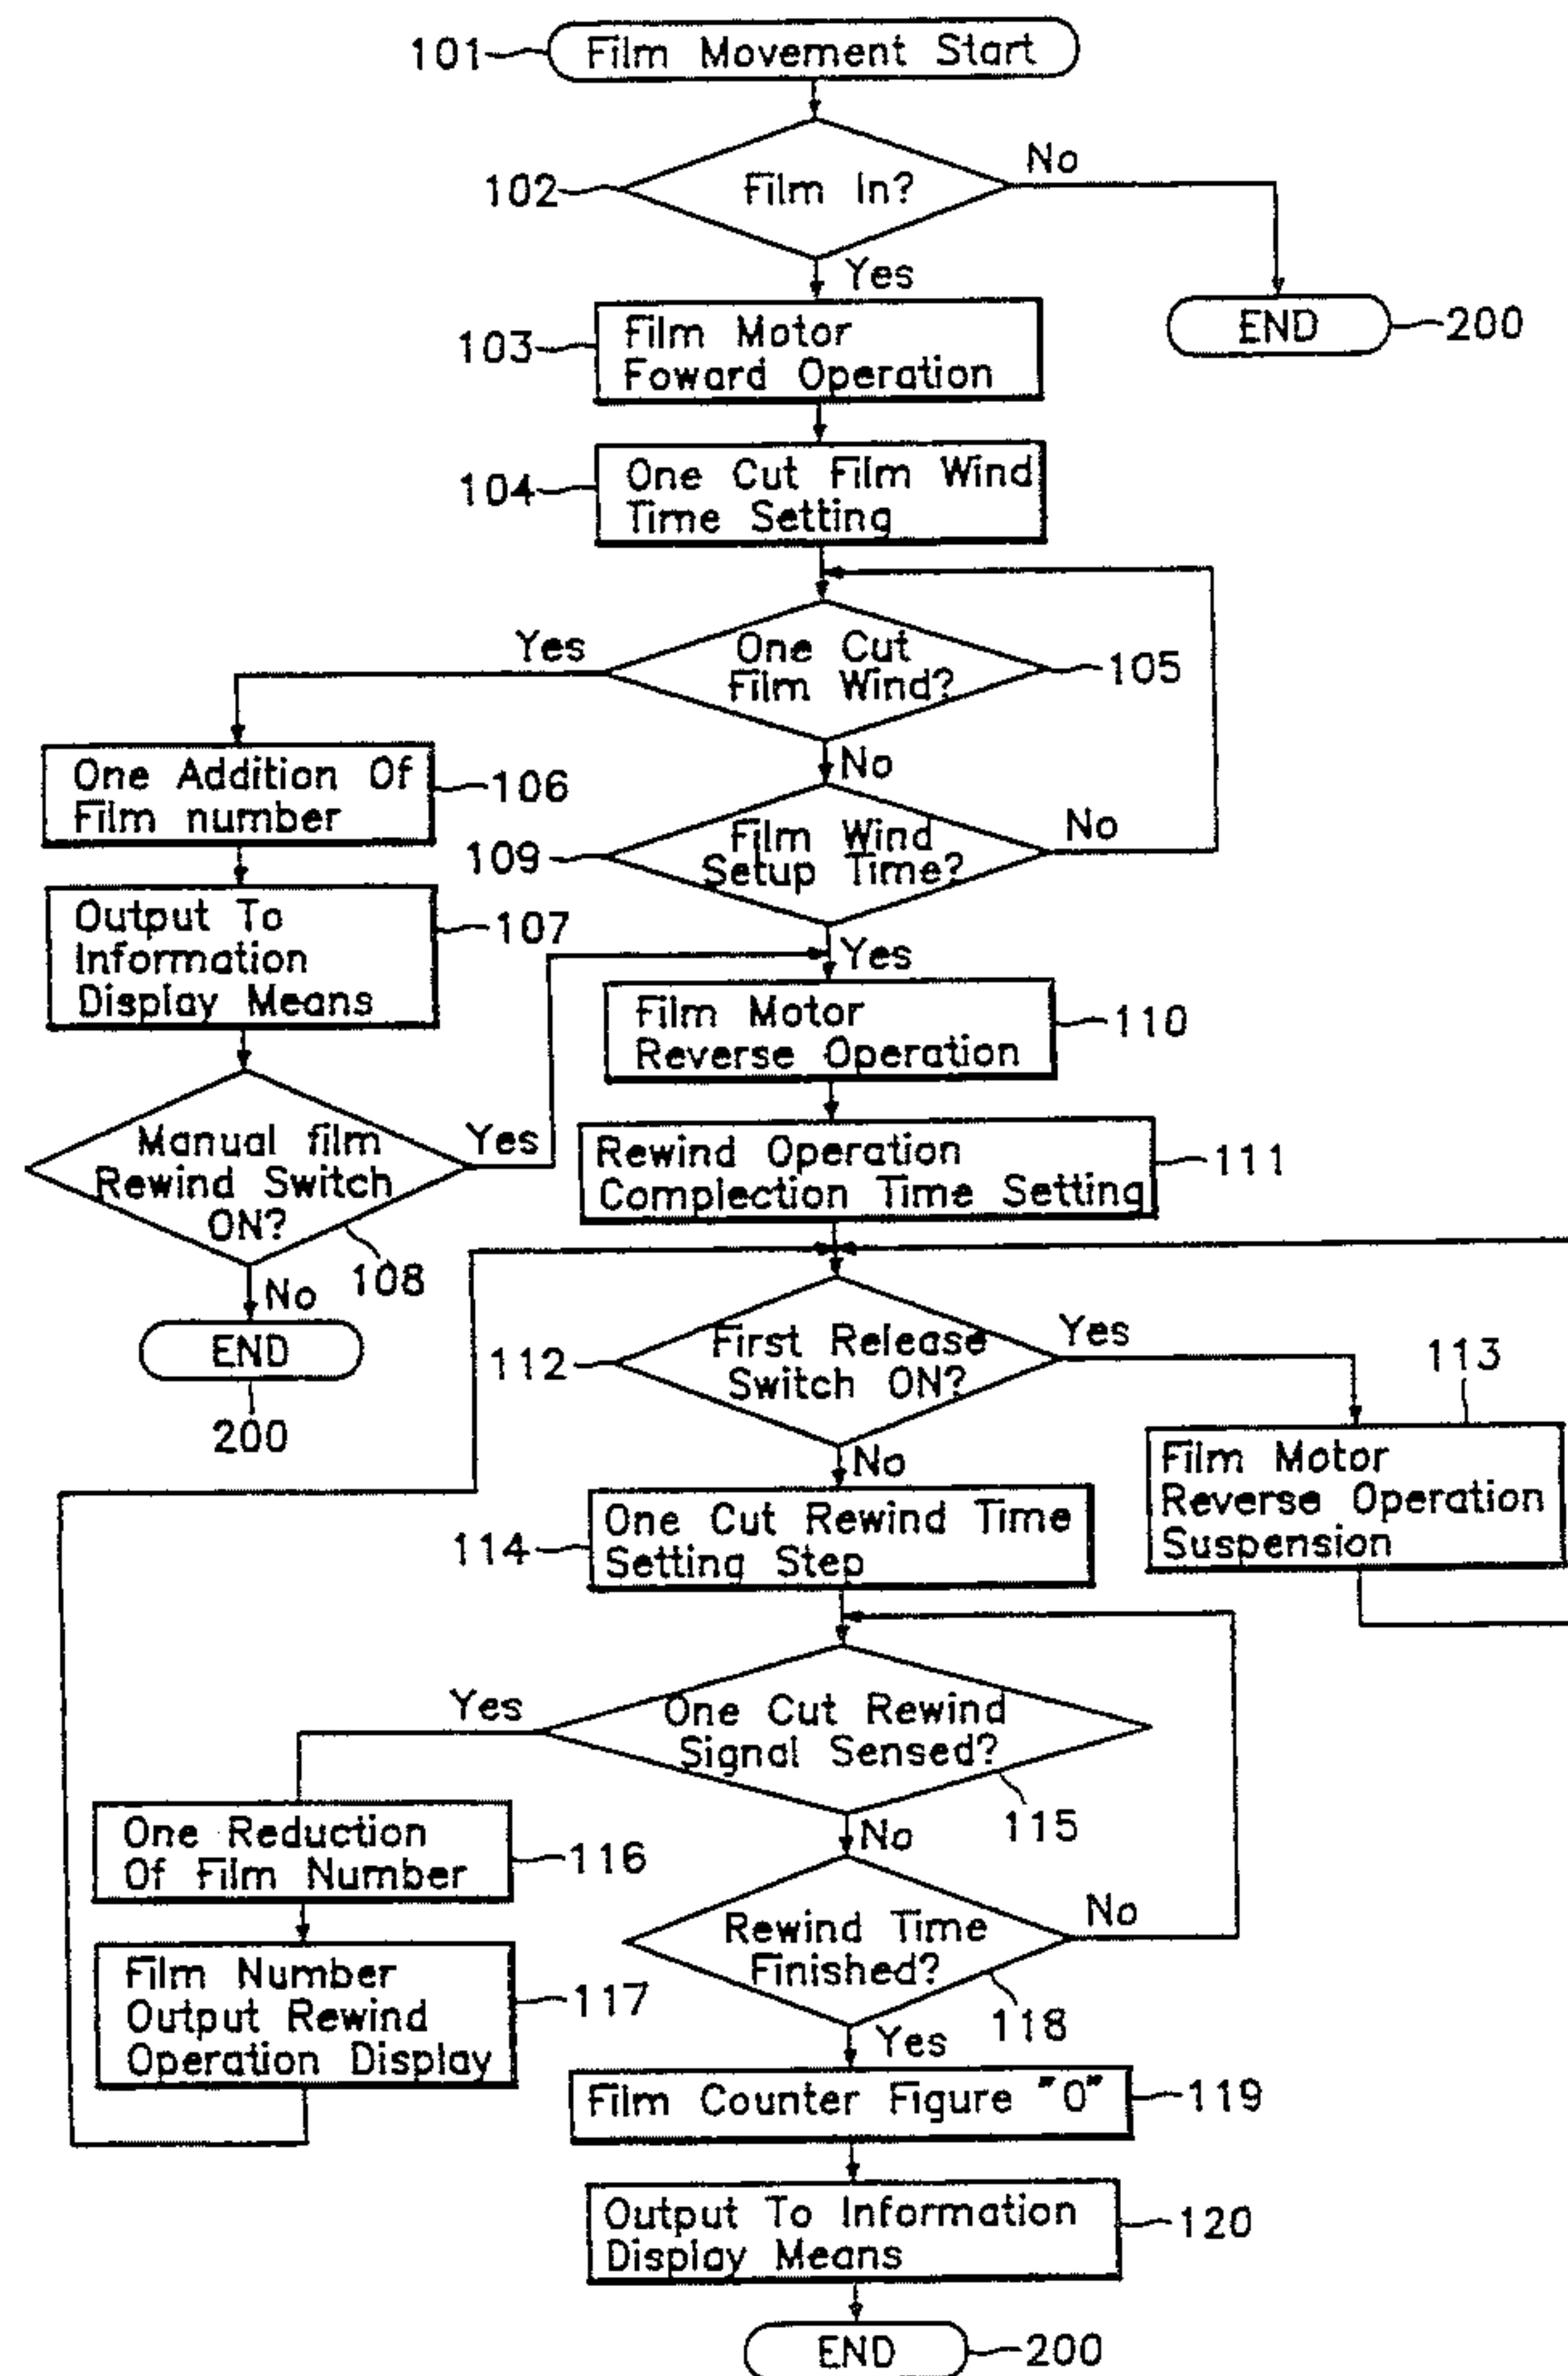 101
Film Movement Start
102
Film In?
No
Yes
END
200
103
Film Motor
Foward Operation
104
One Cut Film Wind
Time Setting
Yes
One Cut
Film Wind?
105
No
One Addition Of
Film number
106
109
Film Wind
Setup Time?
No
Yes
Output To
Information
Display Means
107
Film Motor
Reverse Operation
110
Manual film
Rewind Switch
ON?
Yes
108
No
END
200
Rewind Operation
Complection Time Setting
111
112
First Release
Switch ON?
Yes
No
113
Film Motor
Reverse Operation
Suspension
114
One Cut Rewind Time
Setting Step
Yes
One Cut Rewind
Signal Sensed?
115
No
One Reduction
Of Film Number
116
Rewind Time
Finished?
No
118
Yes
Film Number
Output Rewind
Operation Display
117
Film Counter Figure "0"
119
Output To Information
Display Means
120
END
200